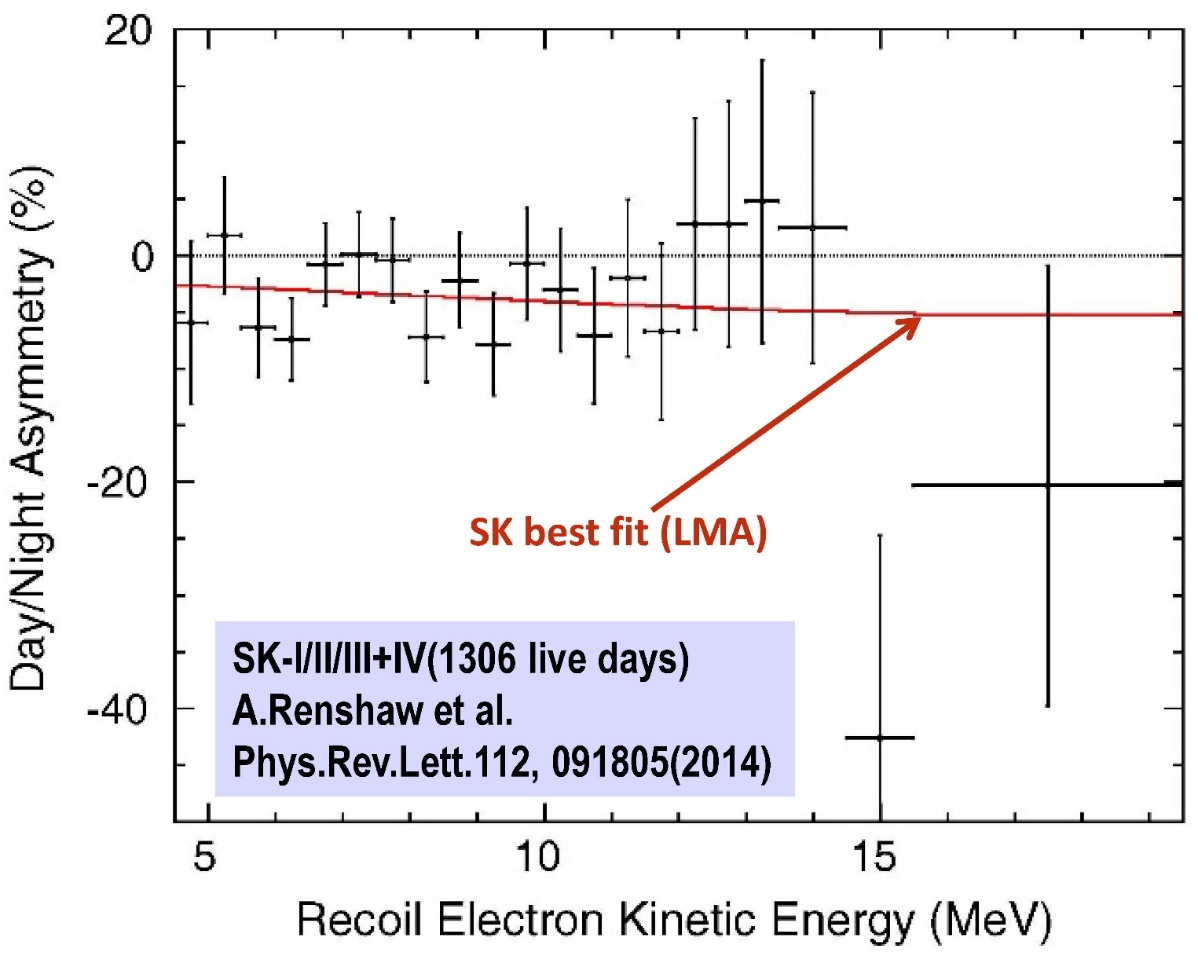 20
0
-20
-40
Day/Night Asymmetry (%)
SK best fit (LMA)
SK-I/II/III+IV(1306 live days)
A.Renshaw et al.
Phys.Rev.Lett.112, 091805(2014)
5 10 15
Recoil Electron Kinetic Energy (MeV)